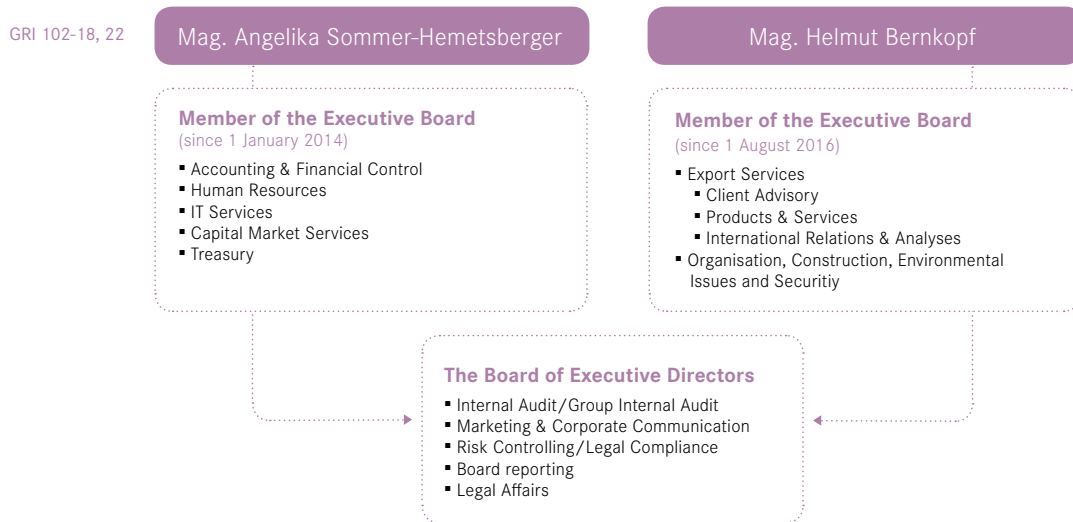 GRI 102-18, 22
Mag. Angelika Sommer-Hemetsberger
Member of the Executive Board
(since 1 January 2014)
▪ Accounting & Financial Control
▪ Human Resources
▪ IT Services
▪ Capital Market Services
▪ Treasury
Mag. Helmut Bernkopf
Member of the Executive Board
(since 1 August 2016)
▪ Export Services
▪ Client Advisory
▪ Products & Services
▪ International Relations & Analyses
▪ Organisation, Construction, Environmental
Issues and Securitiy
The Board of Executive Directors
▪ Internal Audit/Group Internal Audit
▪ Marketing & Corporate Communication
▪ Risk Controlling/Legal Compliance
▪ Board reporting
▪ Legal Affairs